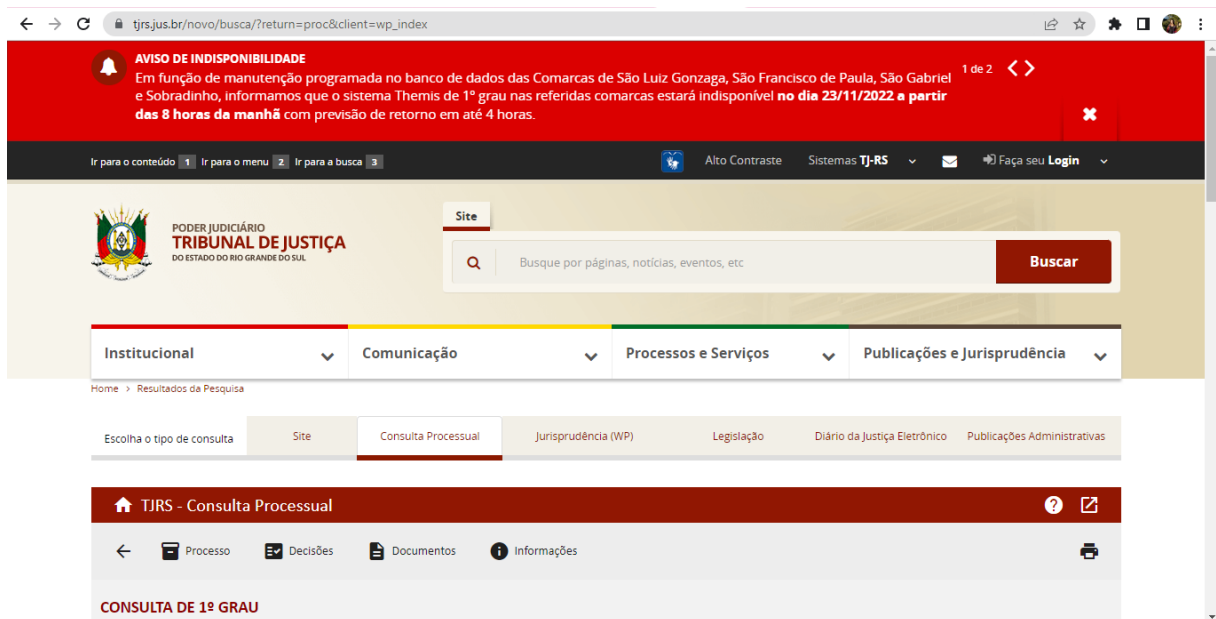 tjrs.jus.br/novo/busca/?return=proc&client=wp_index
AVISO DE INDISPONIBILIDADE
Em função de manutenção programada no banco de dados das Comarcas de São Luiz Gonzaga, São Francisco de Paula, São Gabriel
e Sobradinho, informamos que o sistema Themis de 1º grau nas referidas comarcas estará indisponível no dia 23/11/2022 a partir
das 8 horas da manhã com previsão de retorno em até 4 horas.
1 de 2
Ir para o conteúdo 1 Ir para o menu 2 Ir para a busca 3
Alto Contraste Sistemas TJ-RS Faça seu Login
PODER JUDICIÁRIO
TRIBUNAL DE JUSTIÇA
DO ESTADO DO RIO GRANDE DO SUL
Site
Busque por páginas, notícias, eventos, etc
Buscar
Institucional Comunicação Processos e Serviços Publicações e Jurisprudência
Home > Resultados da Pesquisa
Escolha o tipo de consulta Site Consulta Processual Jurisprudência (WP) Legislação Diário da Justiça Eletrônico Publicações Administrativas
TJRS - Consulta Processual
Processo Decisões Documentos Informações
CONSULTA DE 1º GRAU